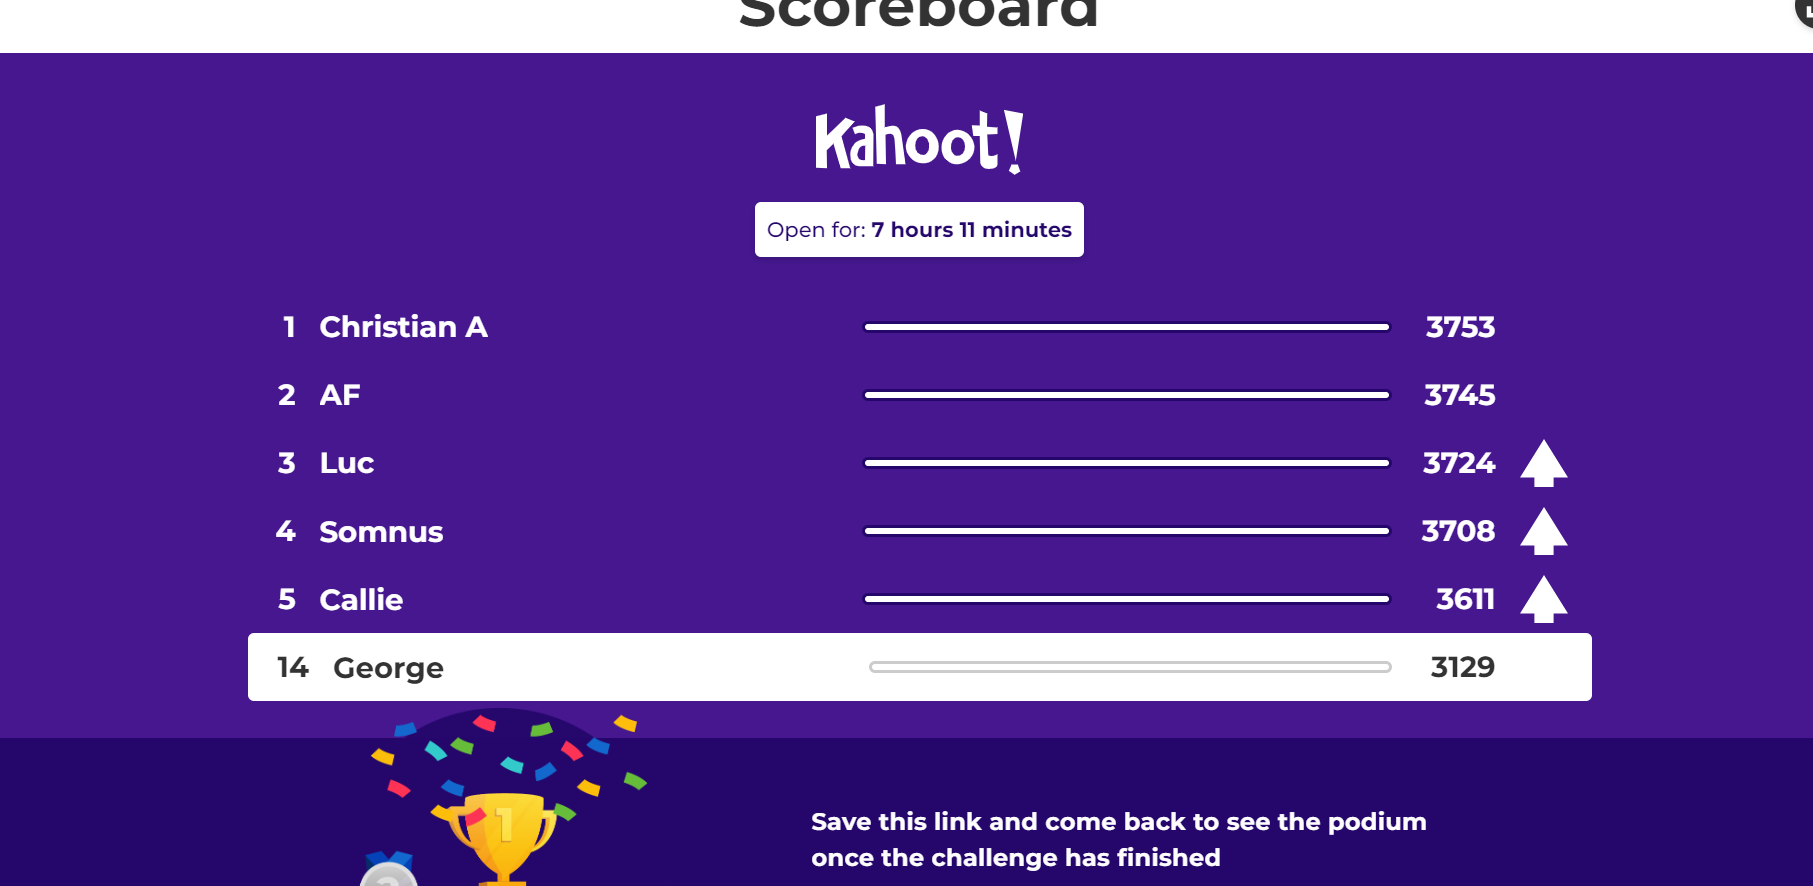 Scoreboard
Kahoot!
Open for: 7 hours 11 minutes
1 Christian A 3753
2 AF 3745
3 Luc 3724
4 Somnus 3708
5 Callie 3611
14 George 3129
1
2
Save this link and come back to see the podium
once the challenge has finished